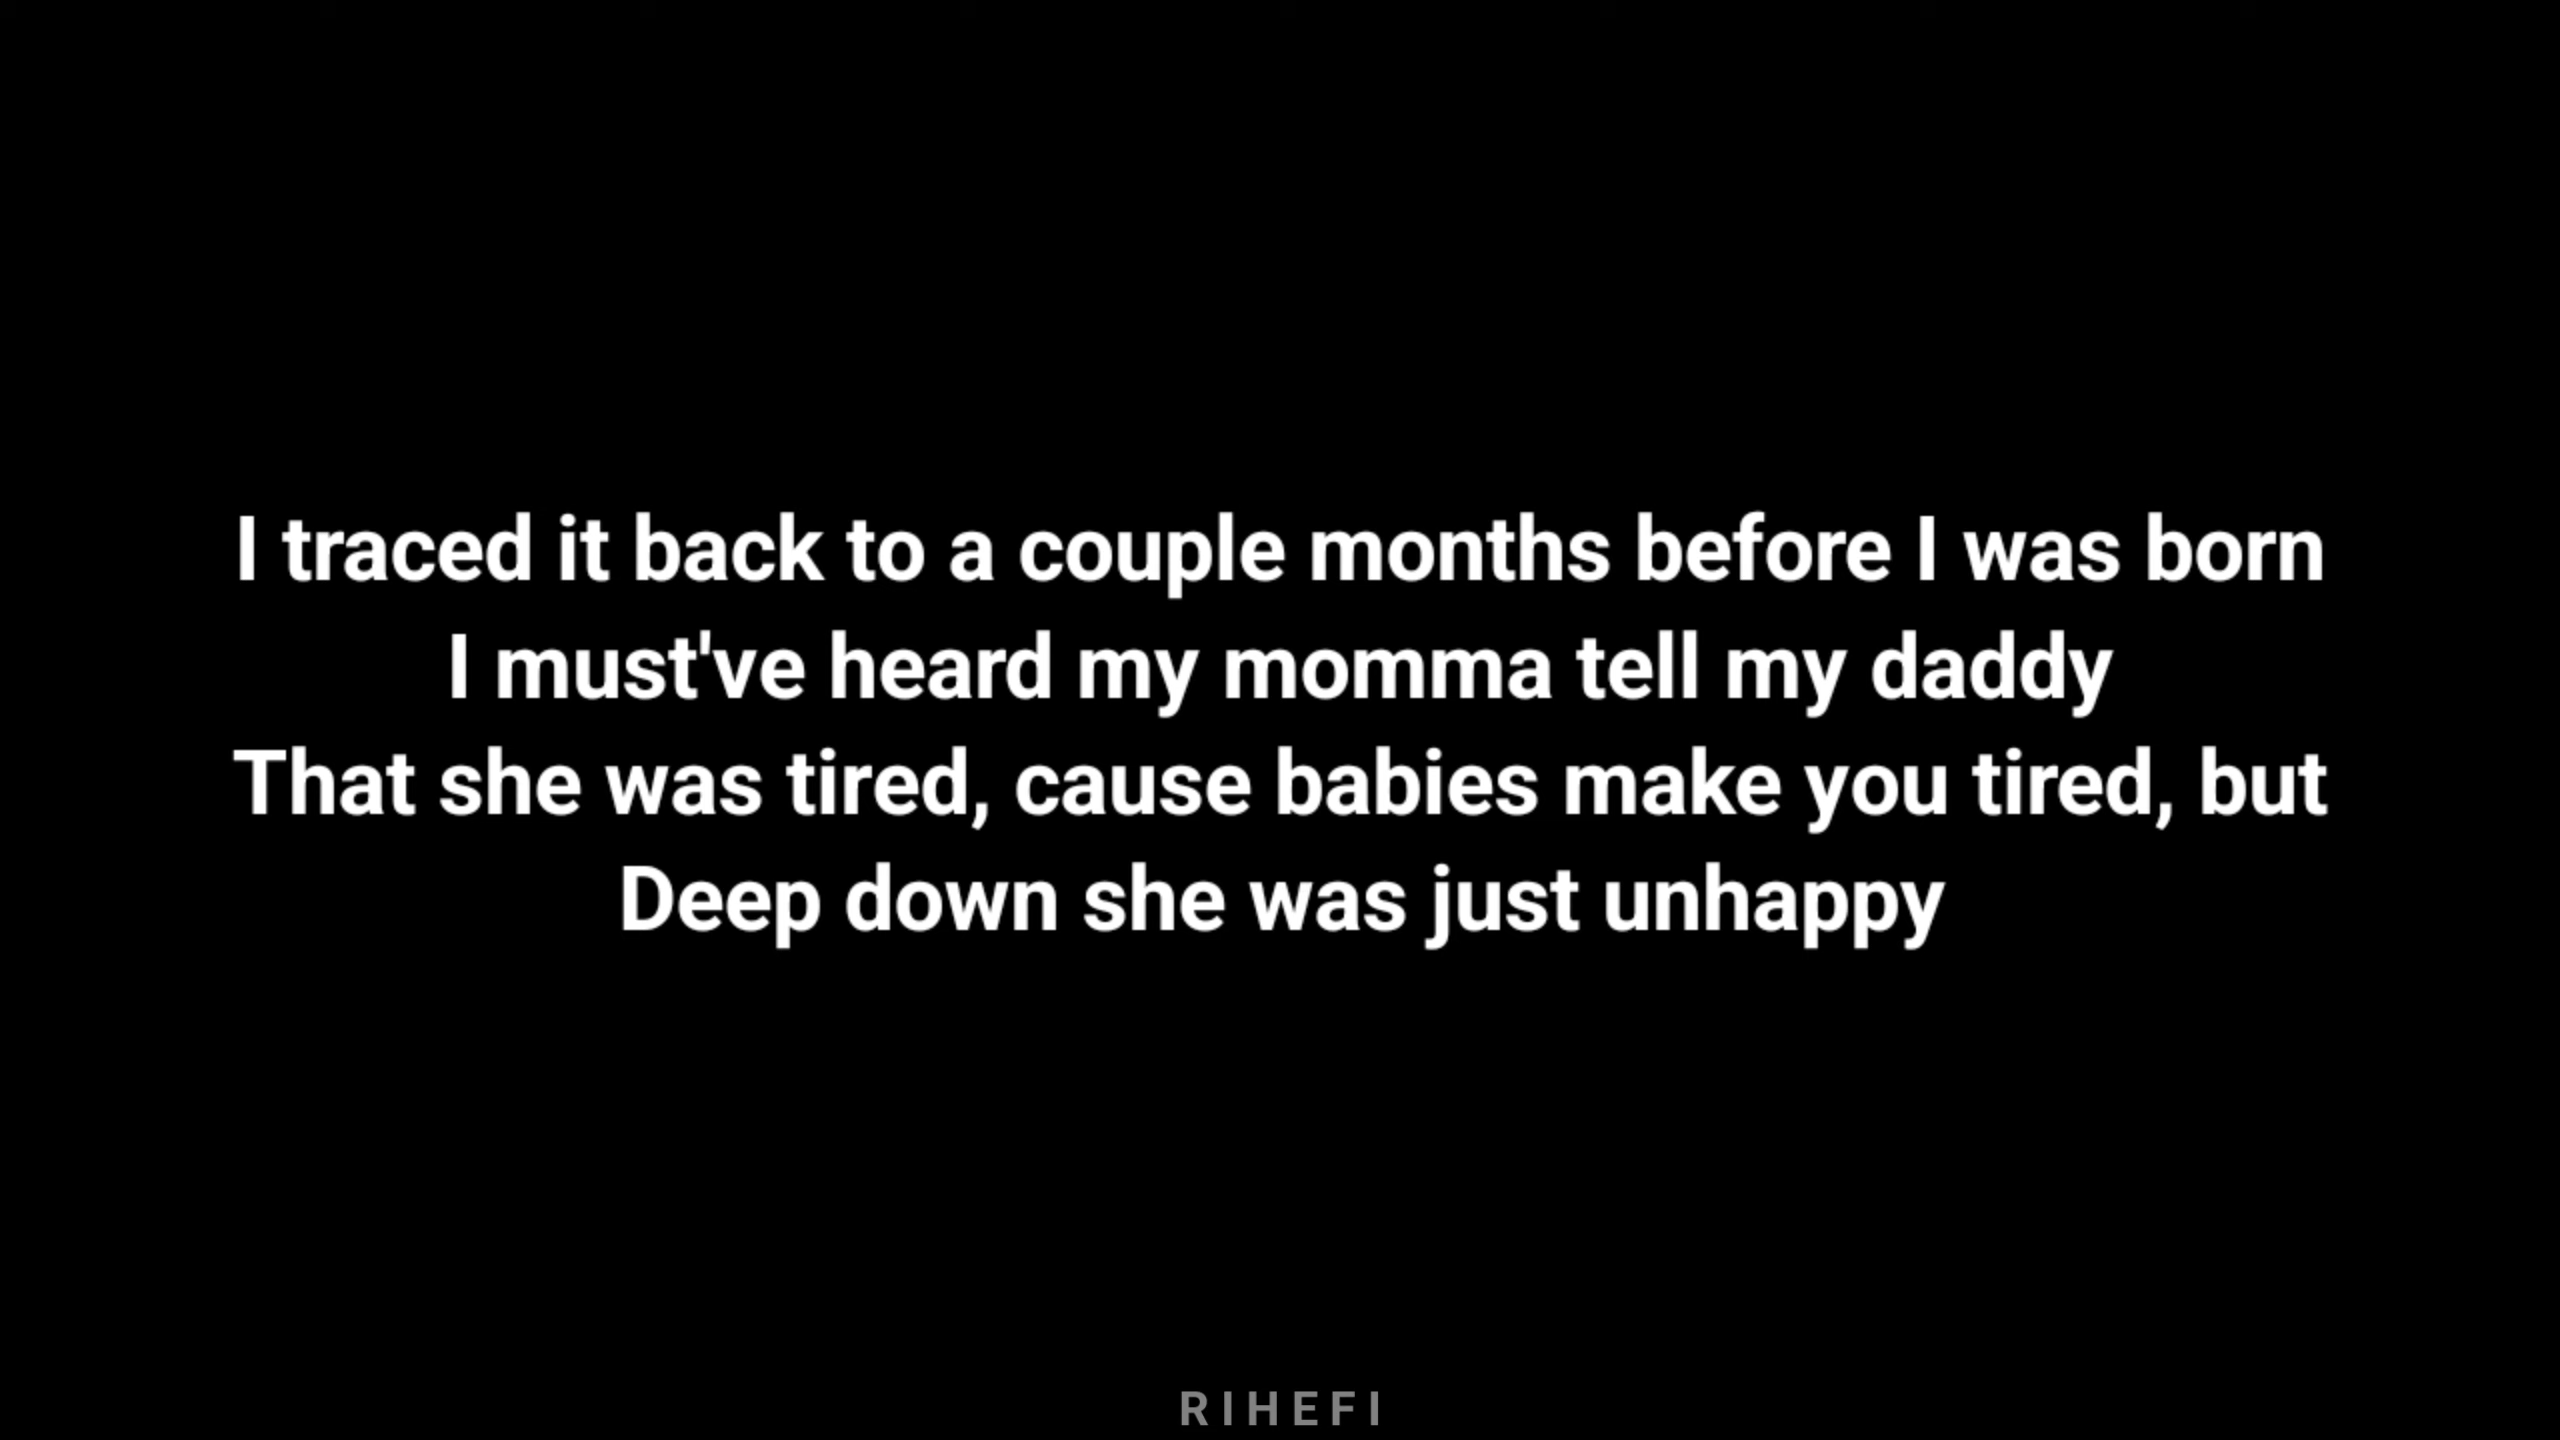 I traced it back to a couple months before I was born
I must've heard my momma tell my daddy
That she was tired, cause babies make you tired, but
Deep down she was just unhappy
RIHEFI